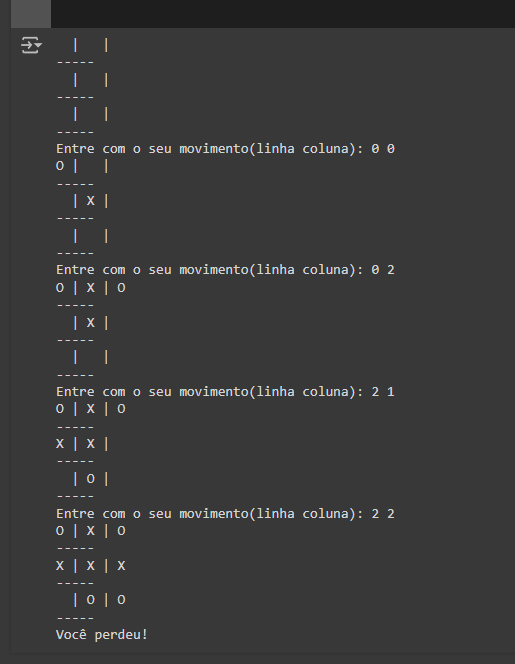 |   |
-----
  |   |
-----
  |   |
-----
Entre com o seu movimento(linha coluna): 0 0
O |   |
-----
  | X |
-----
  |   |
-----
Entre com o seu movimento(linha coluna): 0 2
O | X | O
-----
  | X |
-----
  |   |
-----
Entre com o seu movimento(linha coluna): 2 1
O | X | O
-----
X | X |
-----
  | O |
-----
Entre com o seu movimento(linha coluna): 2 2
O | X | O
-----
X | X | X
-----
  | O | O
-----
Você perdeu!